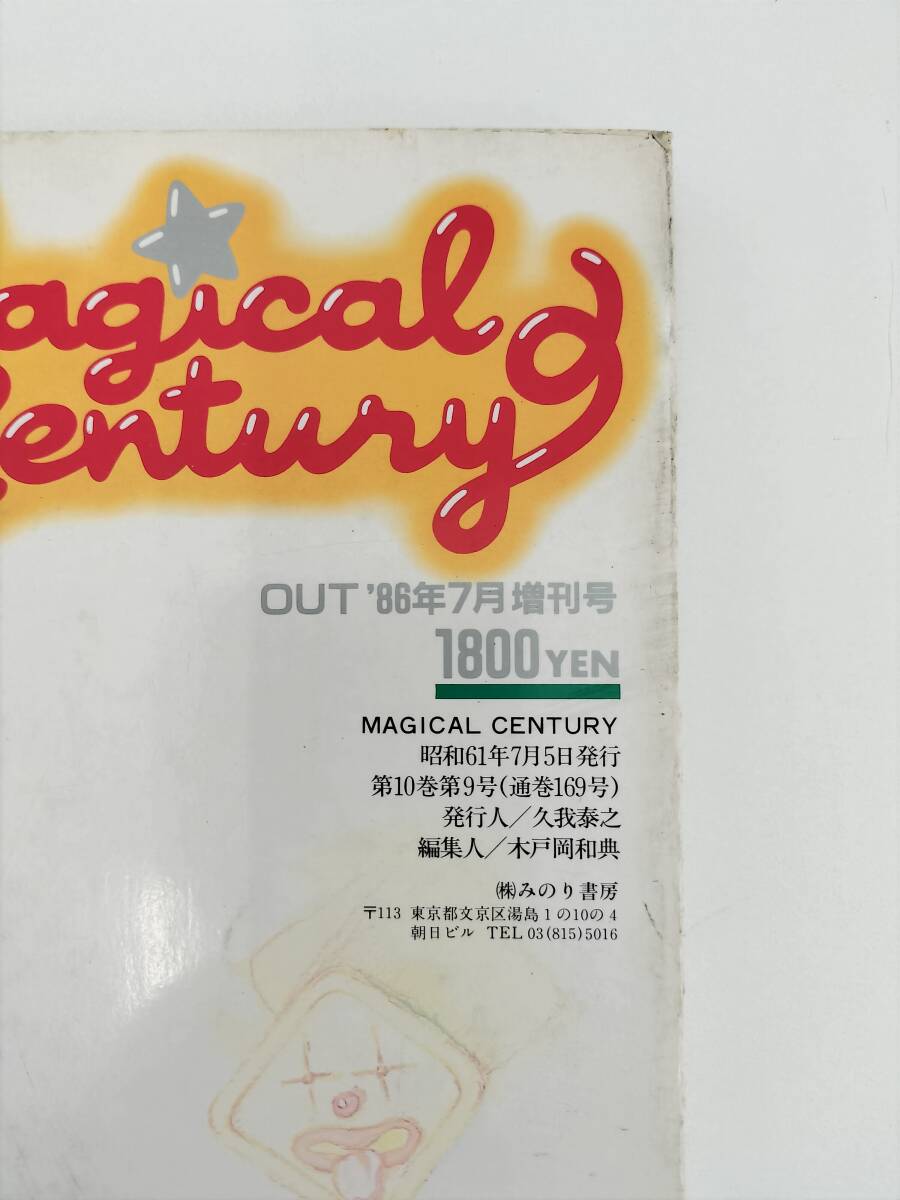 agical
entury
OUT '86年7月増刊号
1800 YEN
MAGICAL CENTURY
昭和61年7月5日発行
第10巻第9号(通巻169号)
発行人／久我泰之
編集人／木戸岡和典
㈱みのり書房
〒113 東京都文京区湯島1の10の4
朝日ビル TEL 03(815)5016